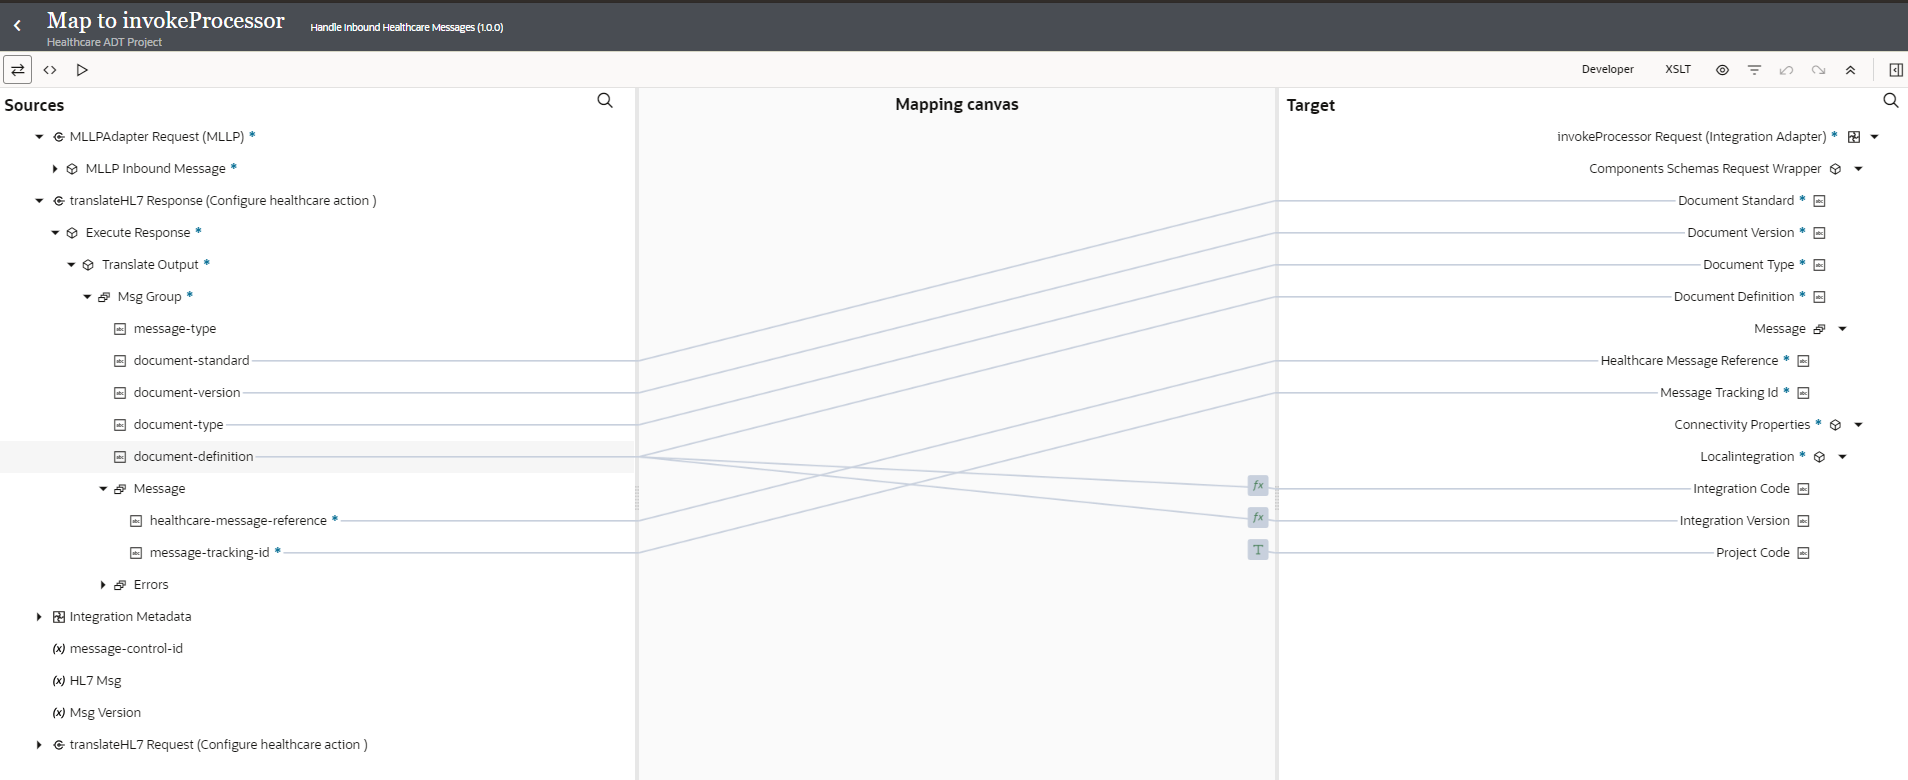 Map to invokeProcessor
Handle Inbound Healthcare Messages (1.0.0)
Healthcare ADT Project
Developer
XSLT
Sources
Mapping canvas
Target
MLLPAdapter Request (MLLP) *
MLLP Inbound Message *
translateHL7 Response (Configure healthcare action )
Execute Response *
Translate Output *
Msg Group *
message-type
document-standard
document-version
document-type
document-definition
Message
healthcare-message-reference *
message-tracking-id *
Errors
Integration Metadata
(x) message-control-id
(x) HL7 Msg
(x) Msg Version
translateHL7 Request (Configure healthcare action )
fx
fx
T
invokeProcessor Request (Integration Adapter) *
Components Schemas Request Wrapper
Document Standard *
Document Version *
Document Type *
Document Definition *
Message
Healthcare Message Reference *
Message Tracking Id *
Connectivity Properties *
Localintegration *
Integration Code
Integration Version
Project Code